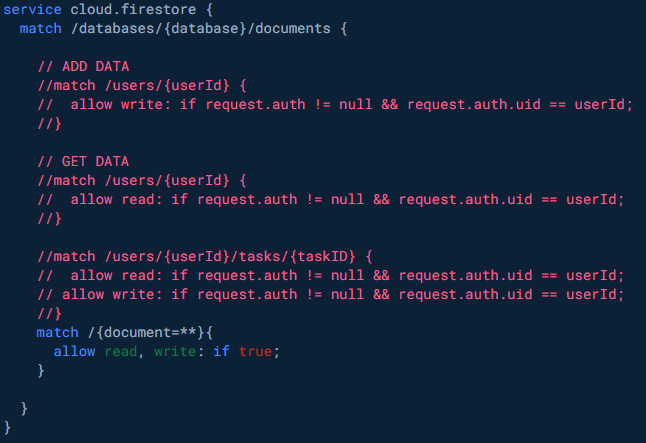 service cloud.firestore {
  match /databases/{database}/documents {

    // ADD DATA
    //match /users/{userId} {
    //  allow write: if request.auth != null && request.auth.uid == userId;
    //}

    // GET DATA
    //match /users/{userId} {
    //  allow read: if request.auth != null && request.auth.uid == userId;
    //}

    //match /users/{userId}/tasks/{taskID} {
    //  allow read: if request.auth != null && request.auth.uid == userId;
    // allow write: if request.auth != null && request.auth.uid == userId;
    //}
    match /{document=**}{
      allow read, write: if true;
    }

  }
}